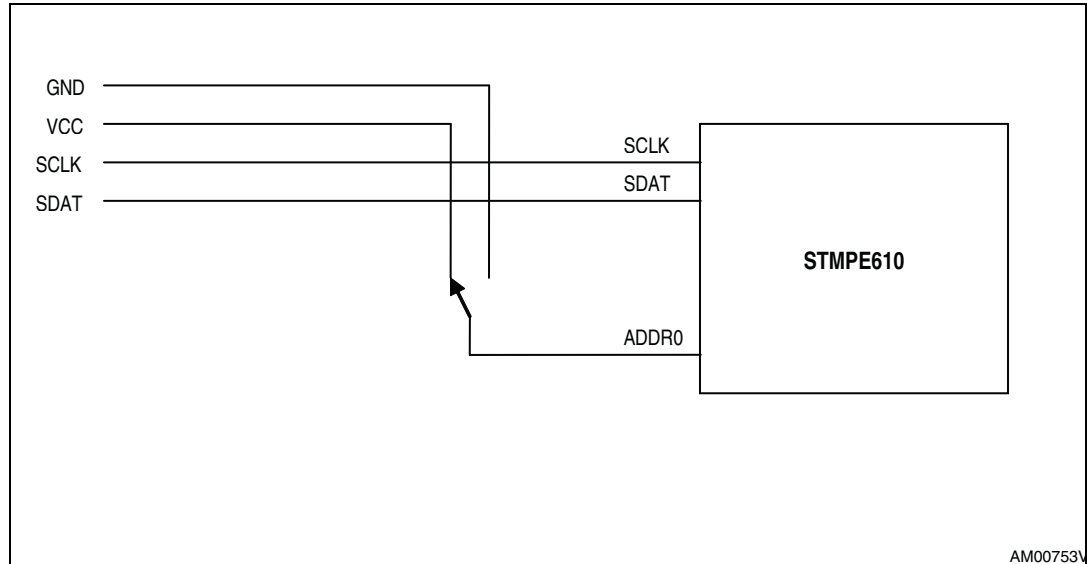 GND
VCC
SCLK
SDAT
SCLK
SDAT
STMPE610
ADDR0
AM00753V